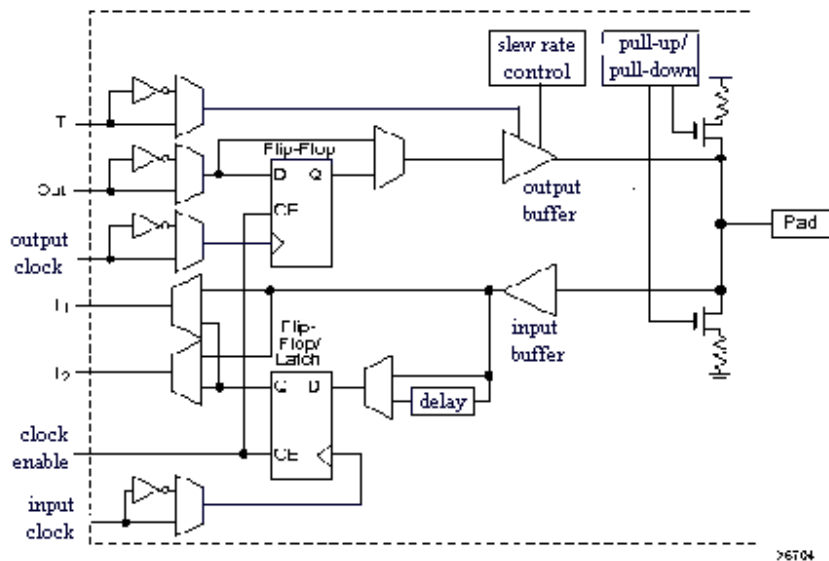 slew rate
control
pull-up/
pull-down
T
Out
Flip-Flop
D Q
CE
output
buffer
output
clock
Pad
I1
Flip-
Flop/
Latch
input
buffer
I2
Q D
delay
clock
enable
CE
input
clock
X6704